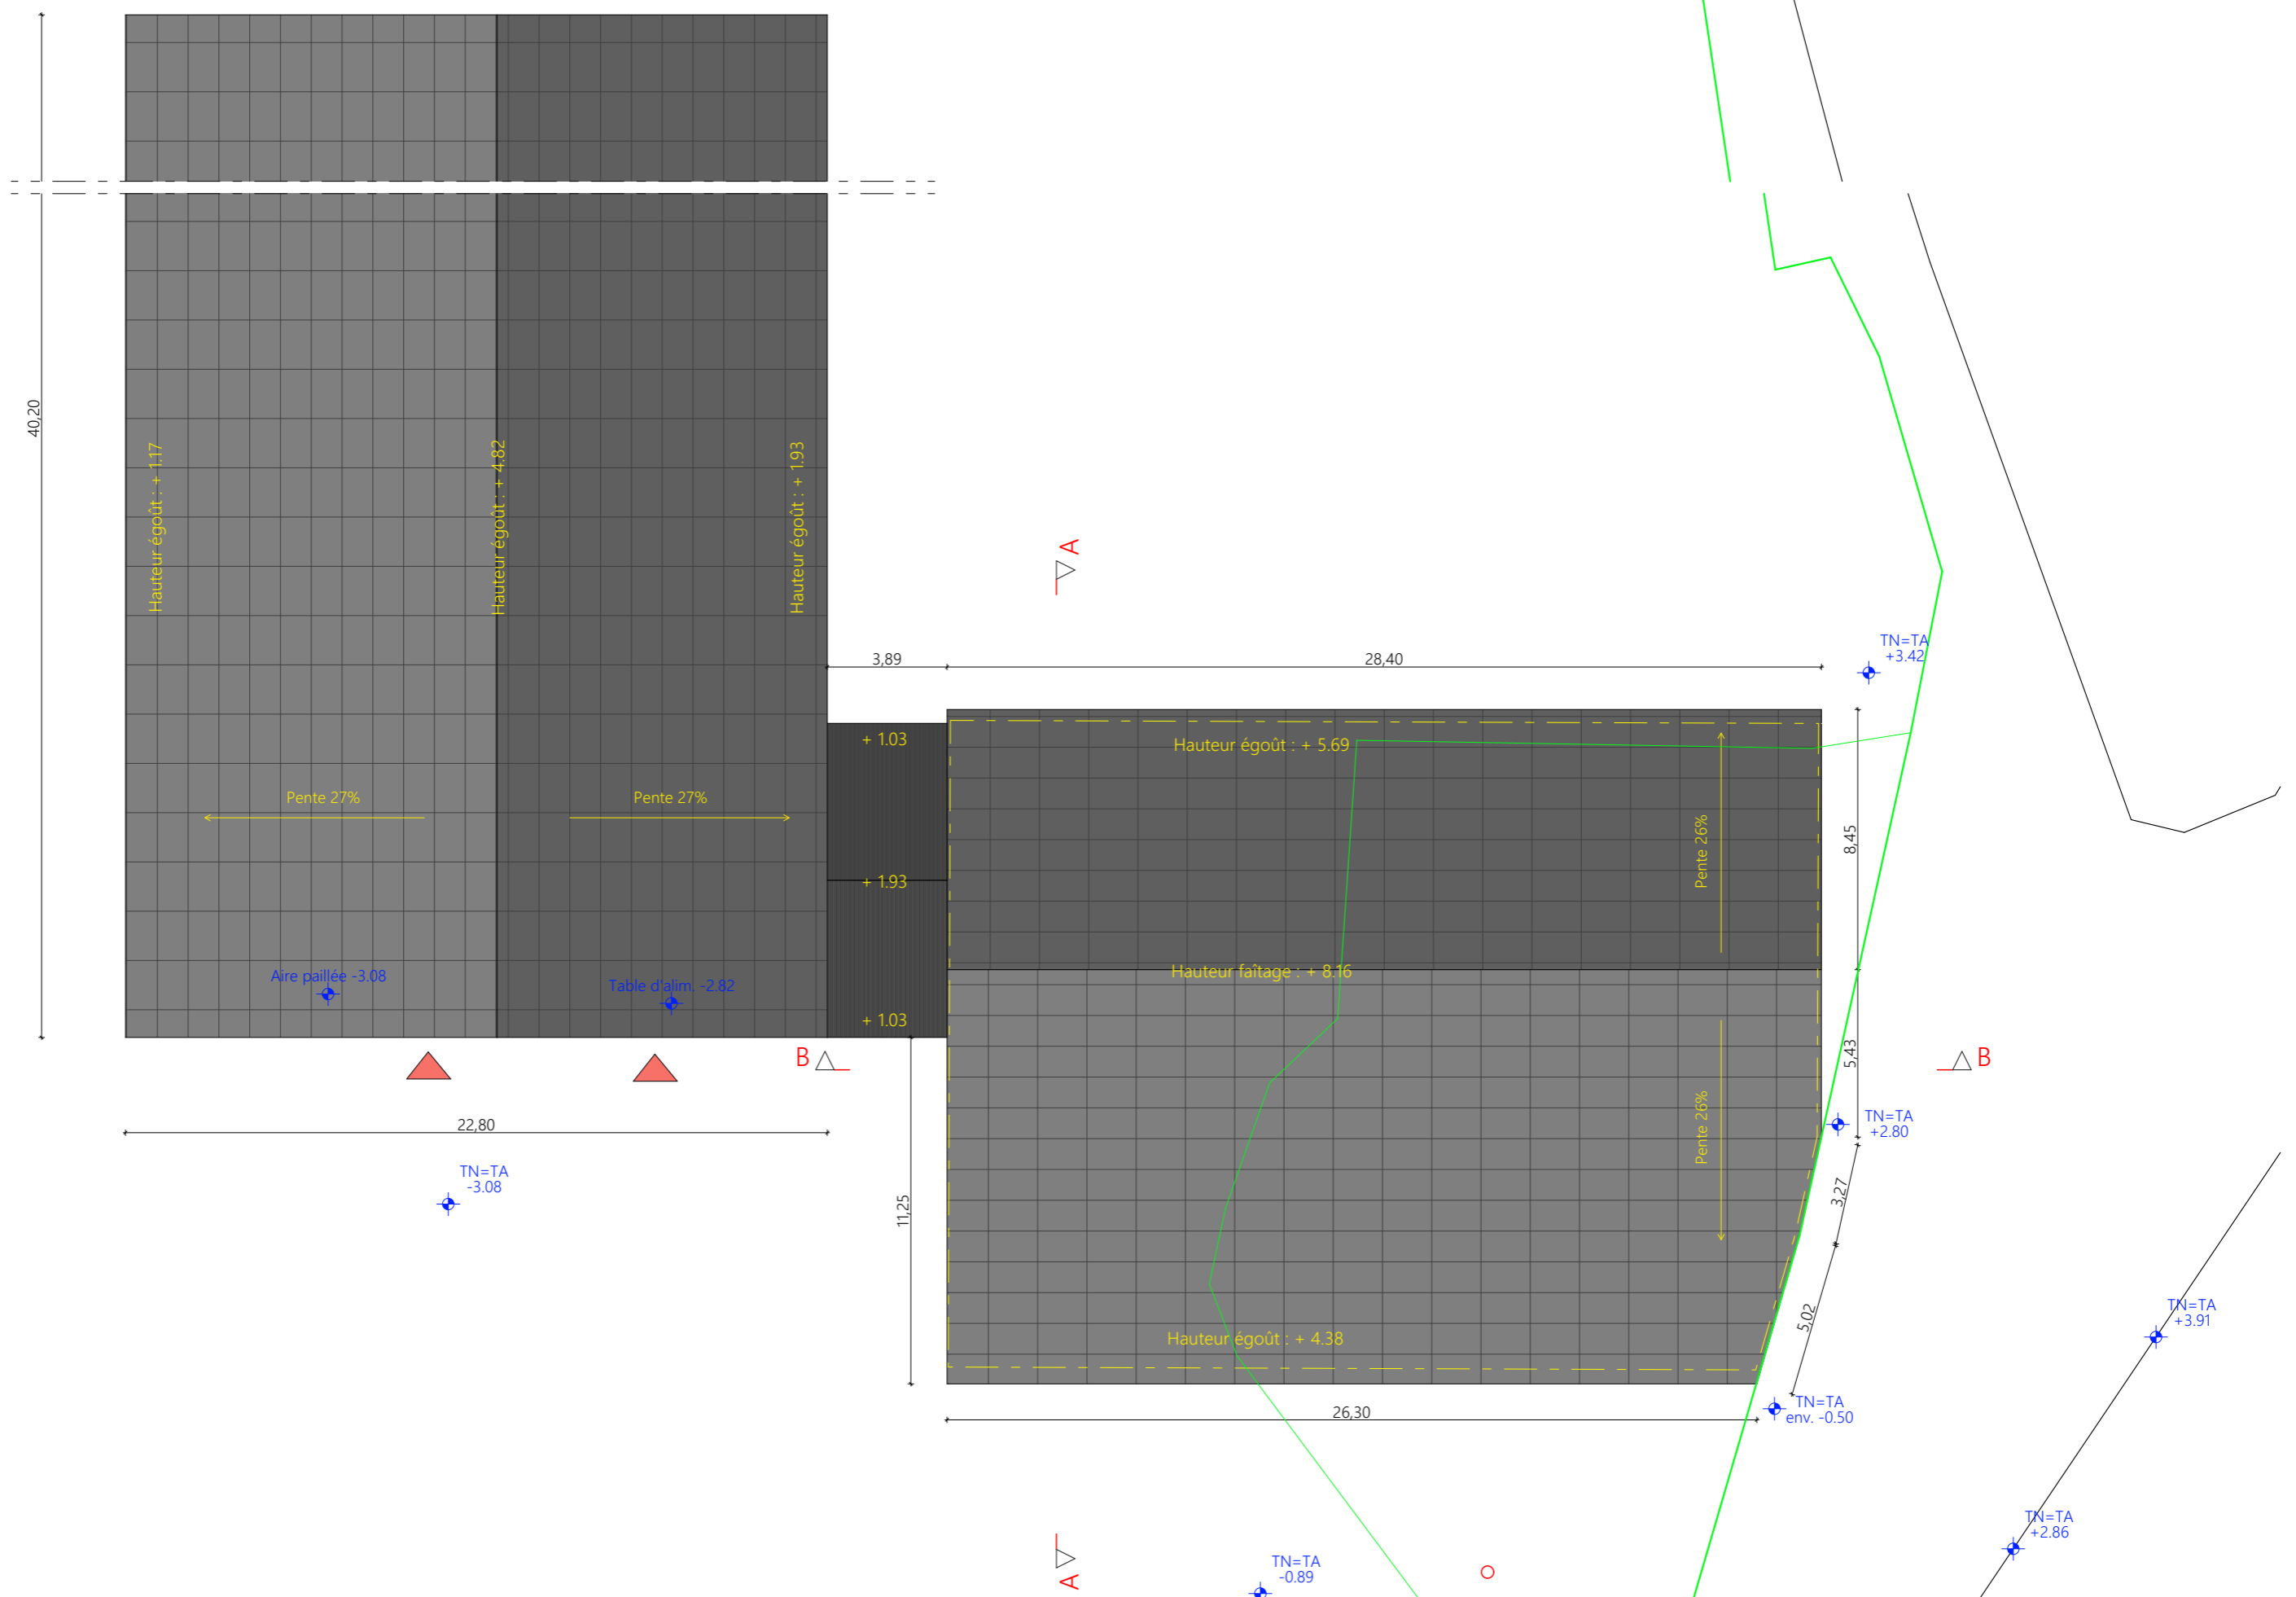 40,20
Hauteur égoût : + 1.17
Hauteur égoût : + 4.82
Hauteur égoût : + 1.93
A
TN=TA
+3.42
3,89
28,40
+ 1.03
Hauteur égoût : + 5.69
Pente 27%
Pente 27%
Pente 26%
8,45
+ 1.93
Aire paillée -3.08
Table d'alim. -2.82
Hauteur faîtage : + 8.16
+ 1.03
B
5,43
B
22,80
Pente 26%
TN=TA
+2.80
TN=TA
-3.08
11,25
3,27
5,02
TN=TA
+3.91
Hauteur égoût : + 4.38
26,30
TN=TA
env. -0.50
TN=TA
+2.86
A
TN=TA
-0.89